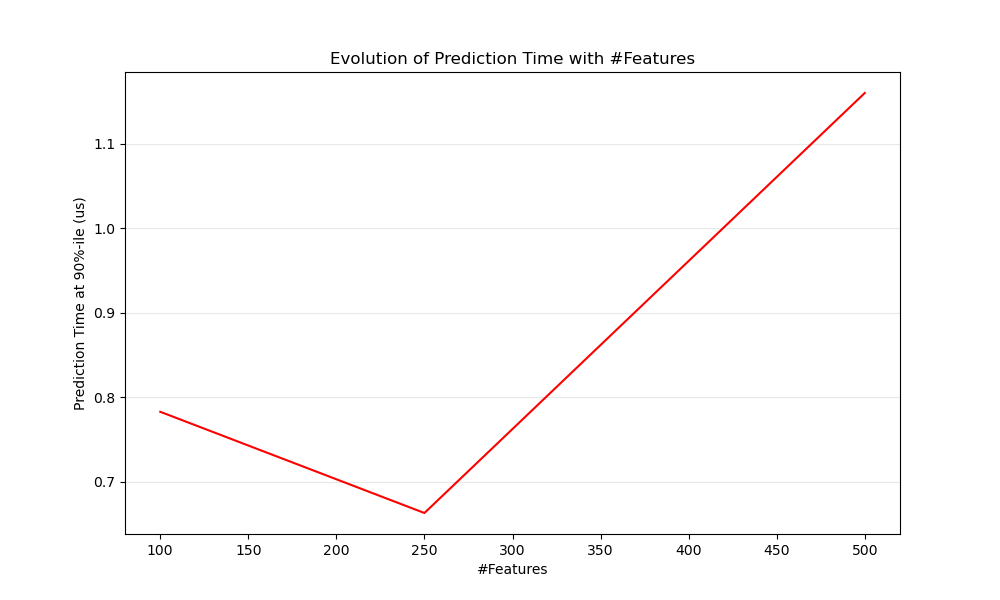 Evolution of Prediction Time with #Features
Prediction Time at 90%-ile (us)
1.1
1.0
0.9
0.8
0.7
100 150 200 250 300 350 400 450 500
#Features